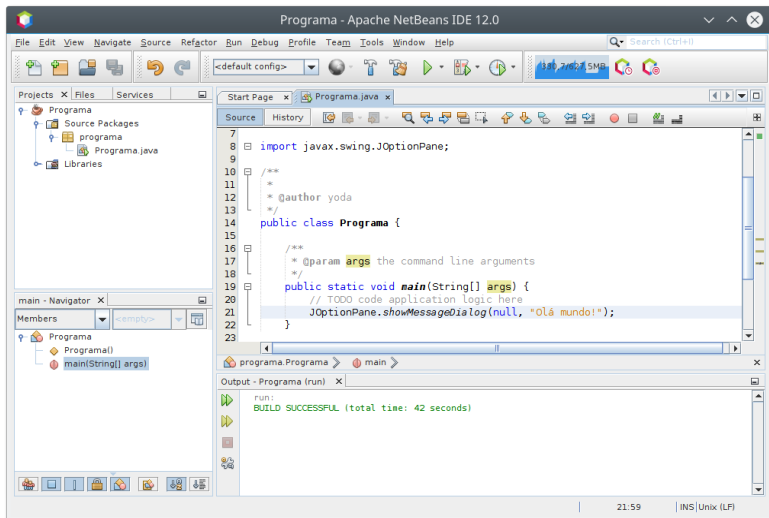 Programa - Apache NetBeans IDE 12.0
File Edit View Navigate Source Refactor Run Debug Profile Team Tools Window Help
Search (Ctrl+I)
<default config>
Projects Files Services
Programa
Source Packages
programa
Programa.java
Libraries
Start Page Programa.java
Source History
7
8 import javax.swing.JOptionPane;
9
10 /**
11 *
12 * @author yoda
13 */
14 public class Programa {
15
16 /**
17 * @param args the command line arguments
18 */
19 public static void main(String[] args) {
20 // TODO code application logic here
21 JOptionPane.showMessageDialog(null, "Olá mundo!");
22 }
23
programa.Programa main
main - Navigator
Members <empty>
Programa
Programa()
main(String[] args)
Output - Programa (run)
run:
BUILD SUCCESSFUL (total time: 42 seconds)
21:59 INS Unix (LF)